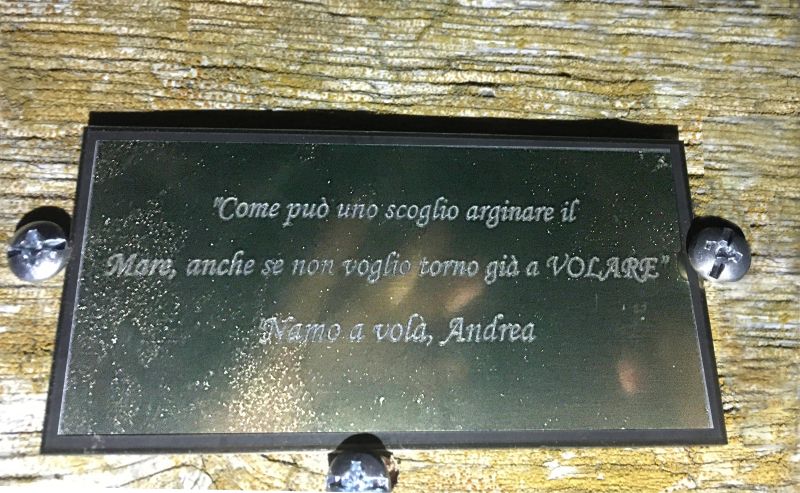 "Come può uno scoglio arginare il
Mare, anche se non voglio torno già a VOLARE"
'Namo a volà, Andrea